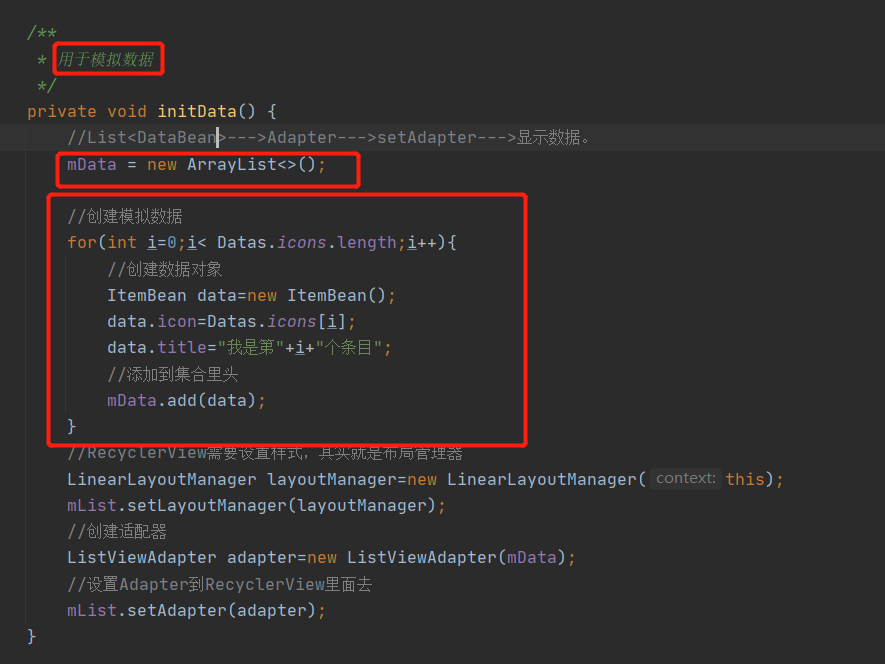 /**
* 用于模拟数据
*/
private void initData() {
//List<DataBean>--->Adapter--->setAdapter--->显示数据。
mData = new ArrayList<>();
//创建模拟数据
for(int i=0;i< Datas.icons.length;i++){
//创建数据对象
ItemBean data=new ItemBean();
data.icon=Datas.icons[i];
data.title="我是第"+i+"个条目";
//添加到集合里头
mData.add(data);
}
//RecyclerView需要设置样式，其实就是布局管理器
LinearLayoutManager layoutManager=new LinearLayoutManager( context: this);
mList.setLayoutManager(layoutManager);
//创建适配器
ListViewAdapter adapter=new ListViewAdapter(mData);
//设置Adapter到RecyclerView里面去
mList.setAdapter(adapter);
}